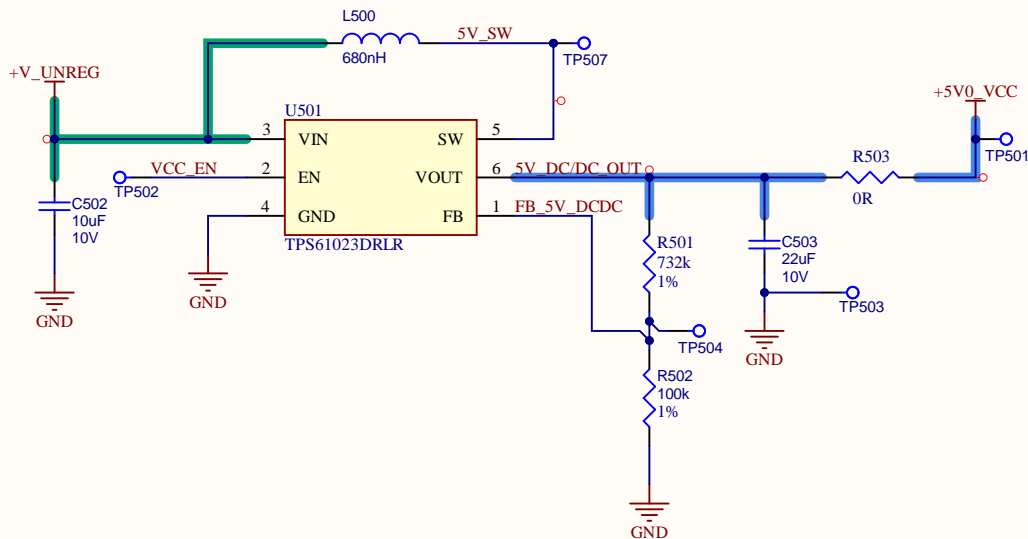 L500
5V_SW
680nH
TP507
+V_UNREG
+5V0_VCC
U501
3
VIN
SW
5
TP501
VCC_EN
2
EN
VOUT
6
5V_DC/DC_OUT
R503
TP502
0R
4
GND
FB
1
FB_5V_DCDC
C502
10uF
10V
TPS61023DRLR
R501
732k
1%
C503
22uF
10V
GND
GND
TP503
TP504
GND
R502
100k
1%
GND